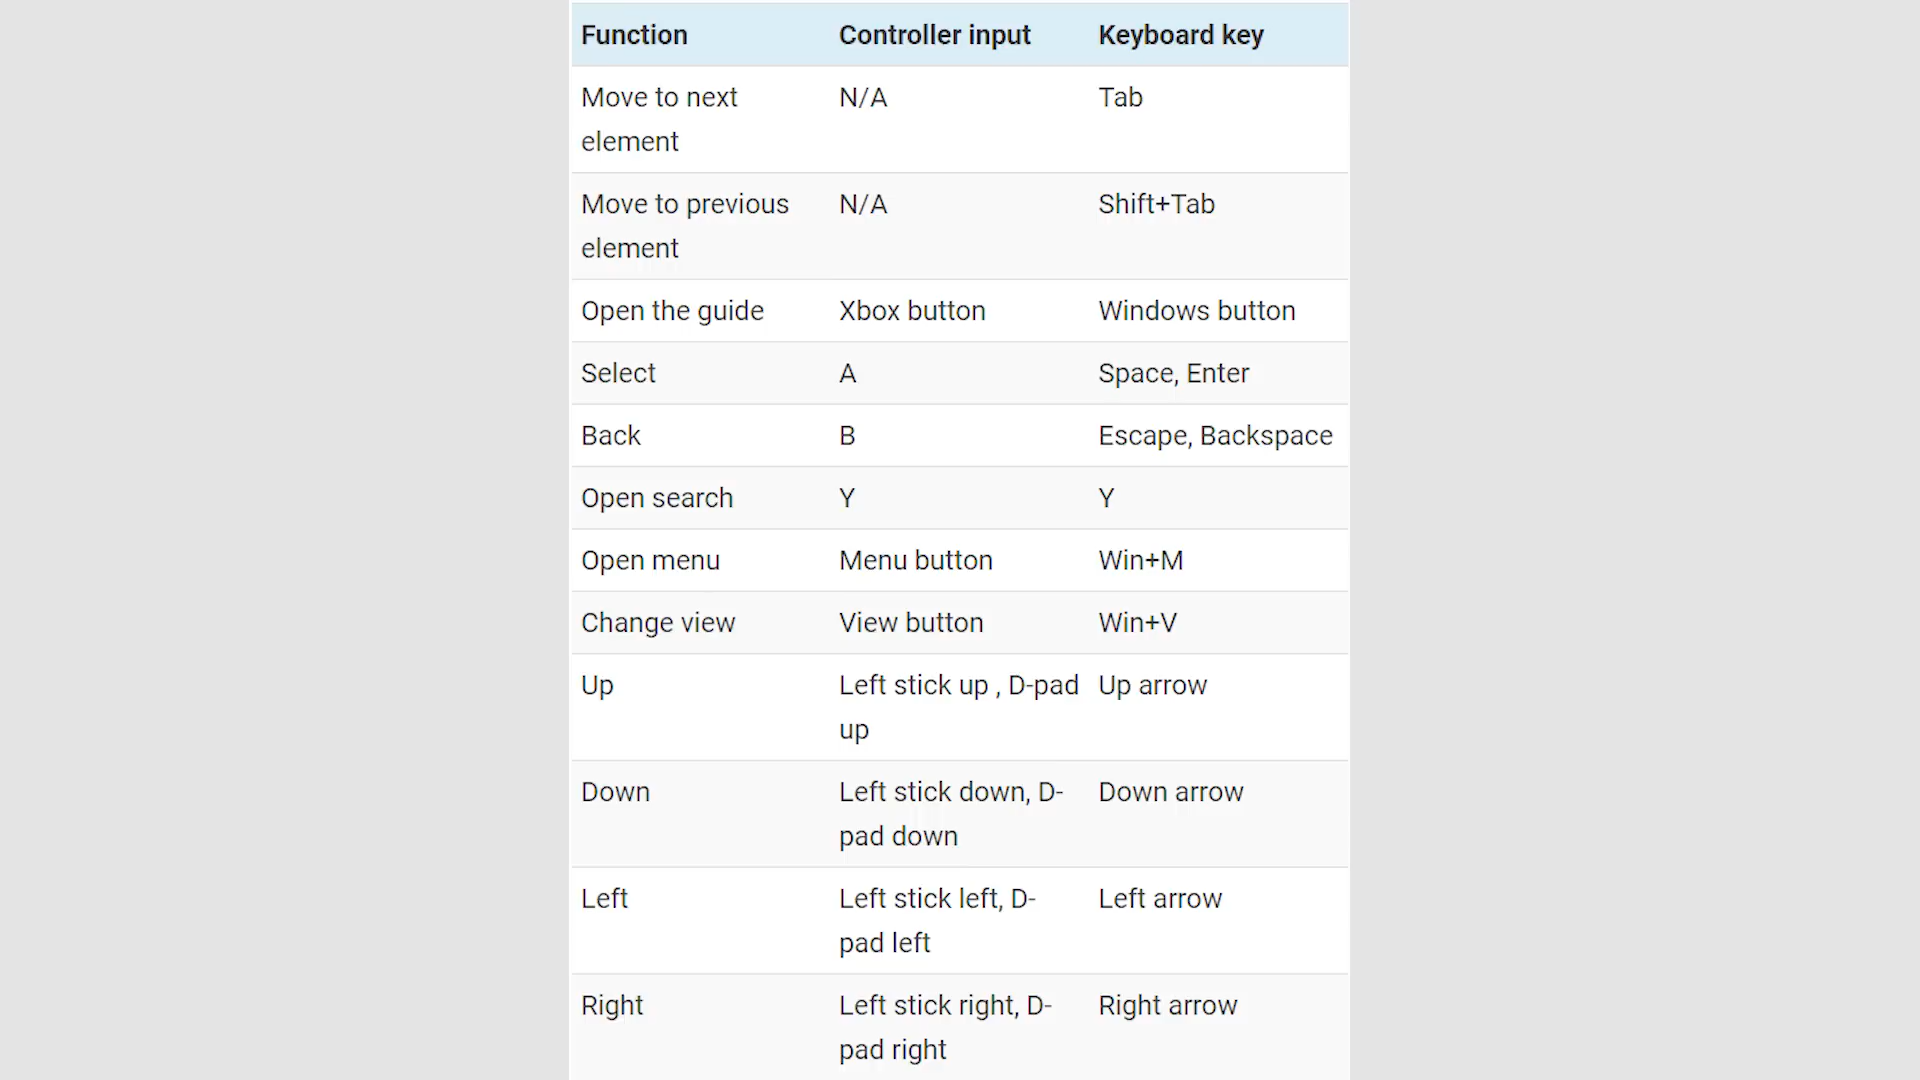 Function Controller input Keyboard key
Move to next N/A Tab
element
Move to previous N/A Shift+Tab
element
Open the guide Xbox button Windows button
Select A Space, Enter
Back B Escape, Backspace
Open search Y Y
Open menu Menu button Win+M
Change view View button Win+V
Up Left stick up , D-pad Up arrow
up
Down Left stick down, D- Down arrow
pad down
Left Left stick left, D- Left arrow
pad left
Right Left stick right, D- Right arrow
pad right